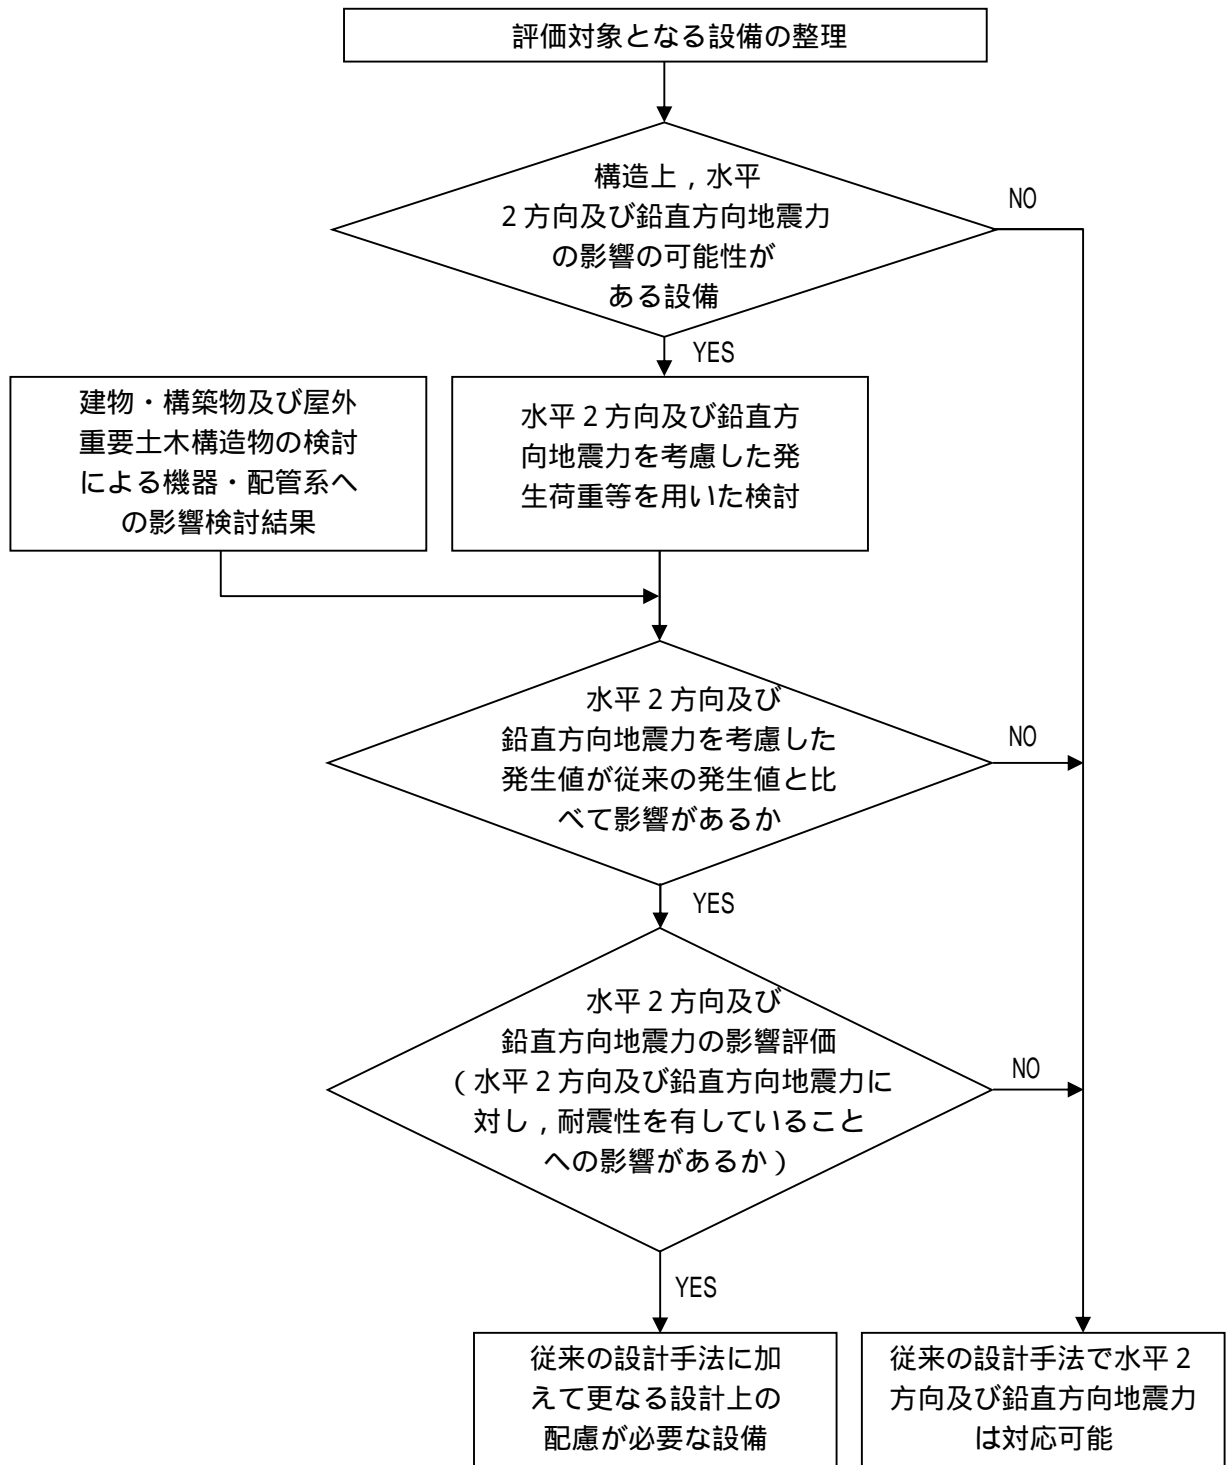 評価対象となる設備の整理
構造上，水平
２方向及び鉛直方向地震力
の影響の可能性が
ある設備
NO
YES
建物・構築物及び屋外
重要土木構造物の検討
による機器・配管系へ
の影響検討結果
水平２方向及び鉛直方
向地震力を考慮した発
生荷重等を用いた検討
水平２方向及び
鉛直方向地震力を考慮した
発生値が従来の発生値と比
べて影響があるか
NO
YES
水平２方向及び
鉛直方向地震力の影響評価
（水平２方向及び鉛直方向地震力に
対し，耐震性を有していること
への影響があるか）
NO
YES
従来の設計手法に加
えて更なる設計上の
配慮が必要な設備
従来の設計手法で水平２
方向及び鉛直方向地震力
は対応可能